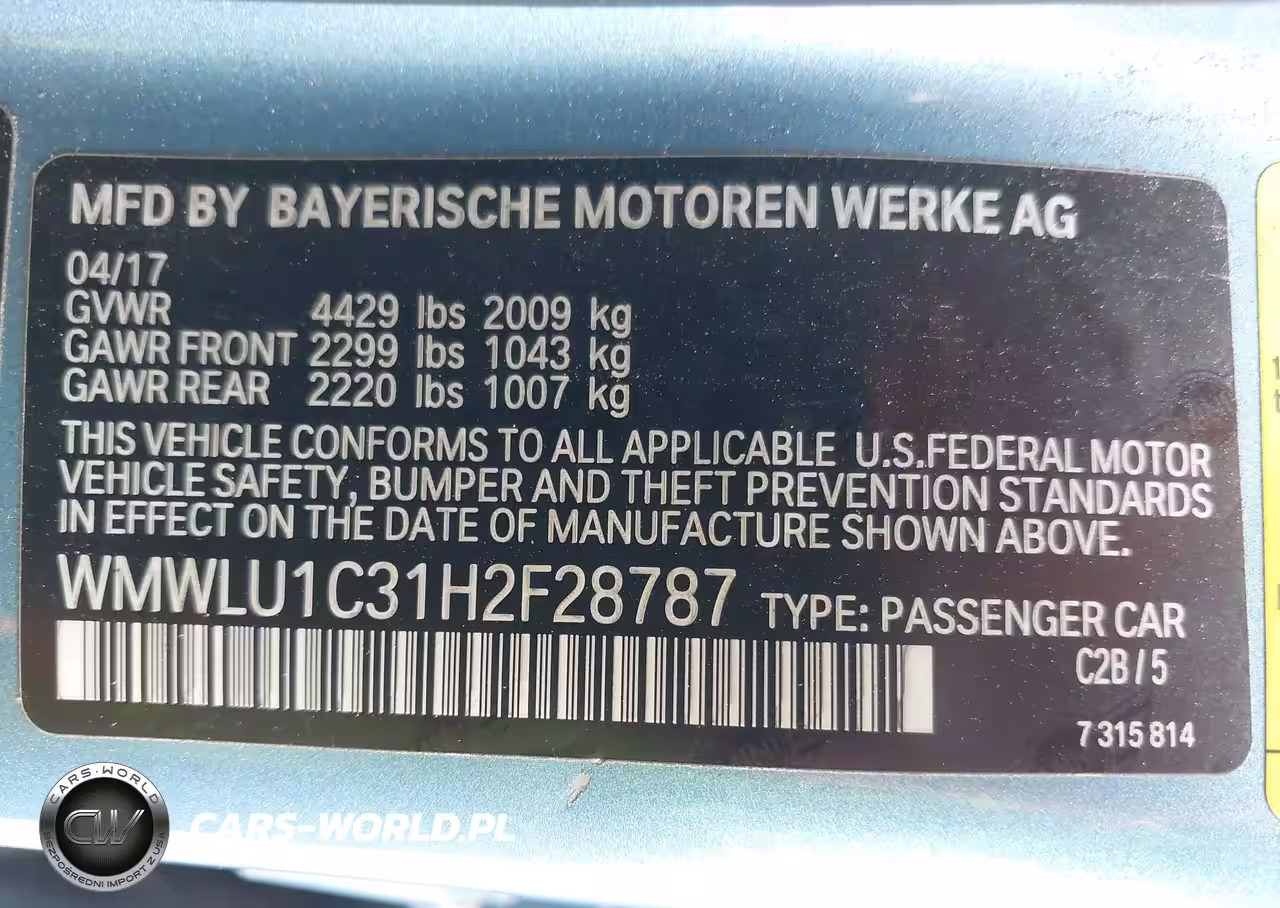 MFD BY BAYERISCHE MOTOREN WERKE AG
04/17
GVWR 4429 lbs 2009 kg
GAWR FRONT 2299 lbs 1043 kg
GAWR REAR 2220 lbs 1007 kg
THIS VEHICLE CONFORMS TO ALL APPLICABLE U.S.FEDERAL MOTOR
VEHICLE SAFETY, BUMPER AND THEFT PREVENTION STANDARDS
IN EFFECT ON THE DATE OF MANUFACTURE SHOWN ABOVE.
WMWLU1C31H2F28787 TYPE: PASSENGER CAR
C2B/5
7 315 814
CARS-WORLD
CW
BEZPOŚREDNI IMPORT Z USA
CARS-WORLD.PL